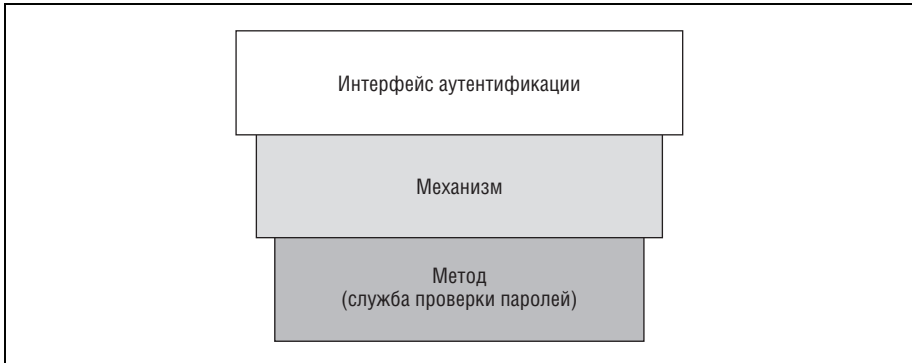 Интерфейс аутентификации
Механизм
Метод
(служба проверки паролей)